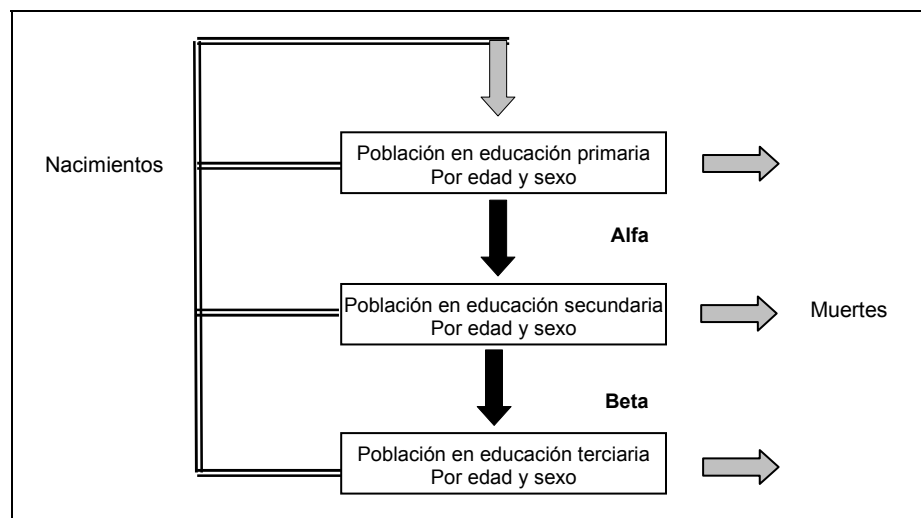 Nacimientos
Población en educación primaria
Por edad y sexo
Alfa
Población en educación secundaria
Por edad y sexo
Muertes
Beta
Población en educación terciaria
Por edad y sexo